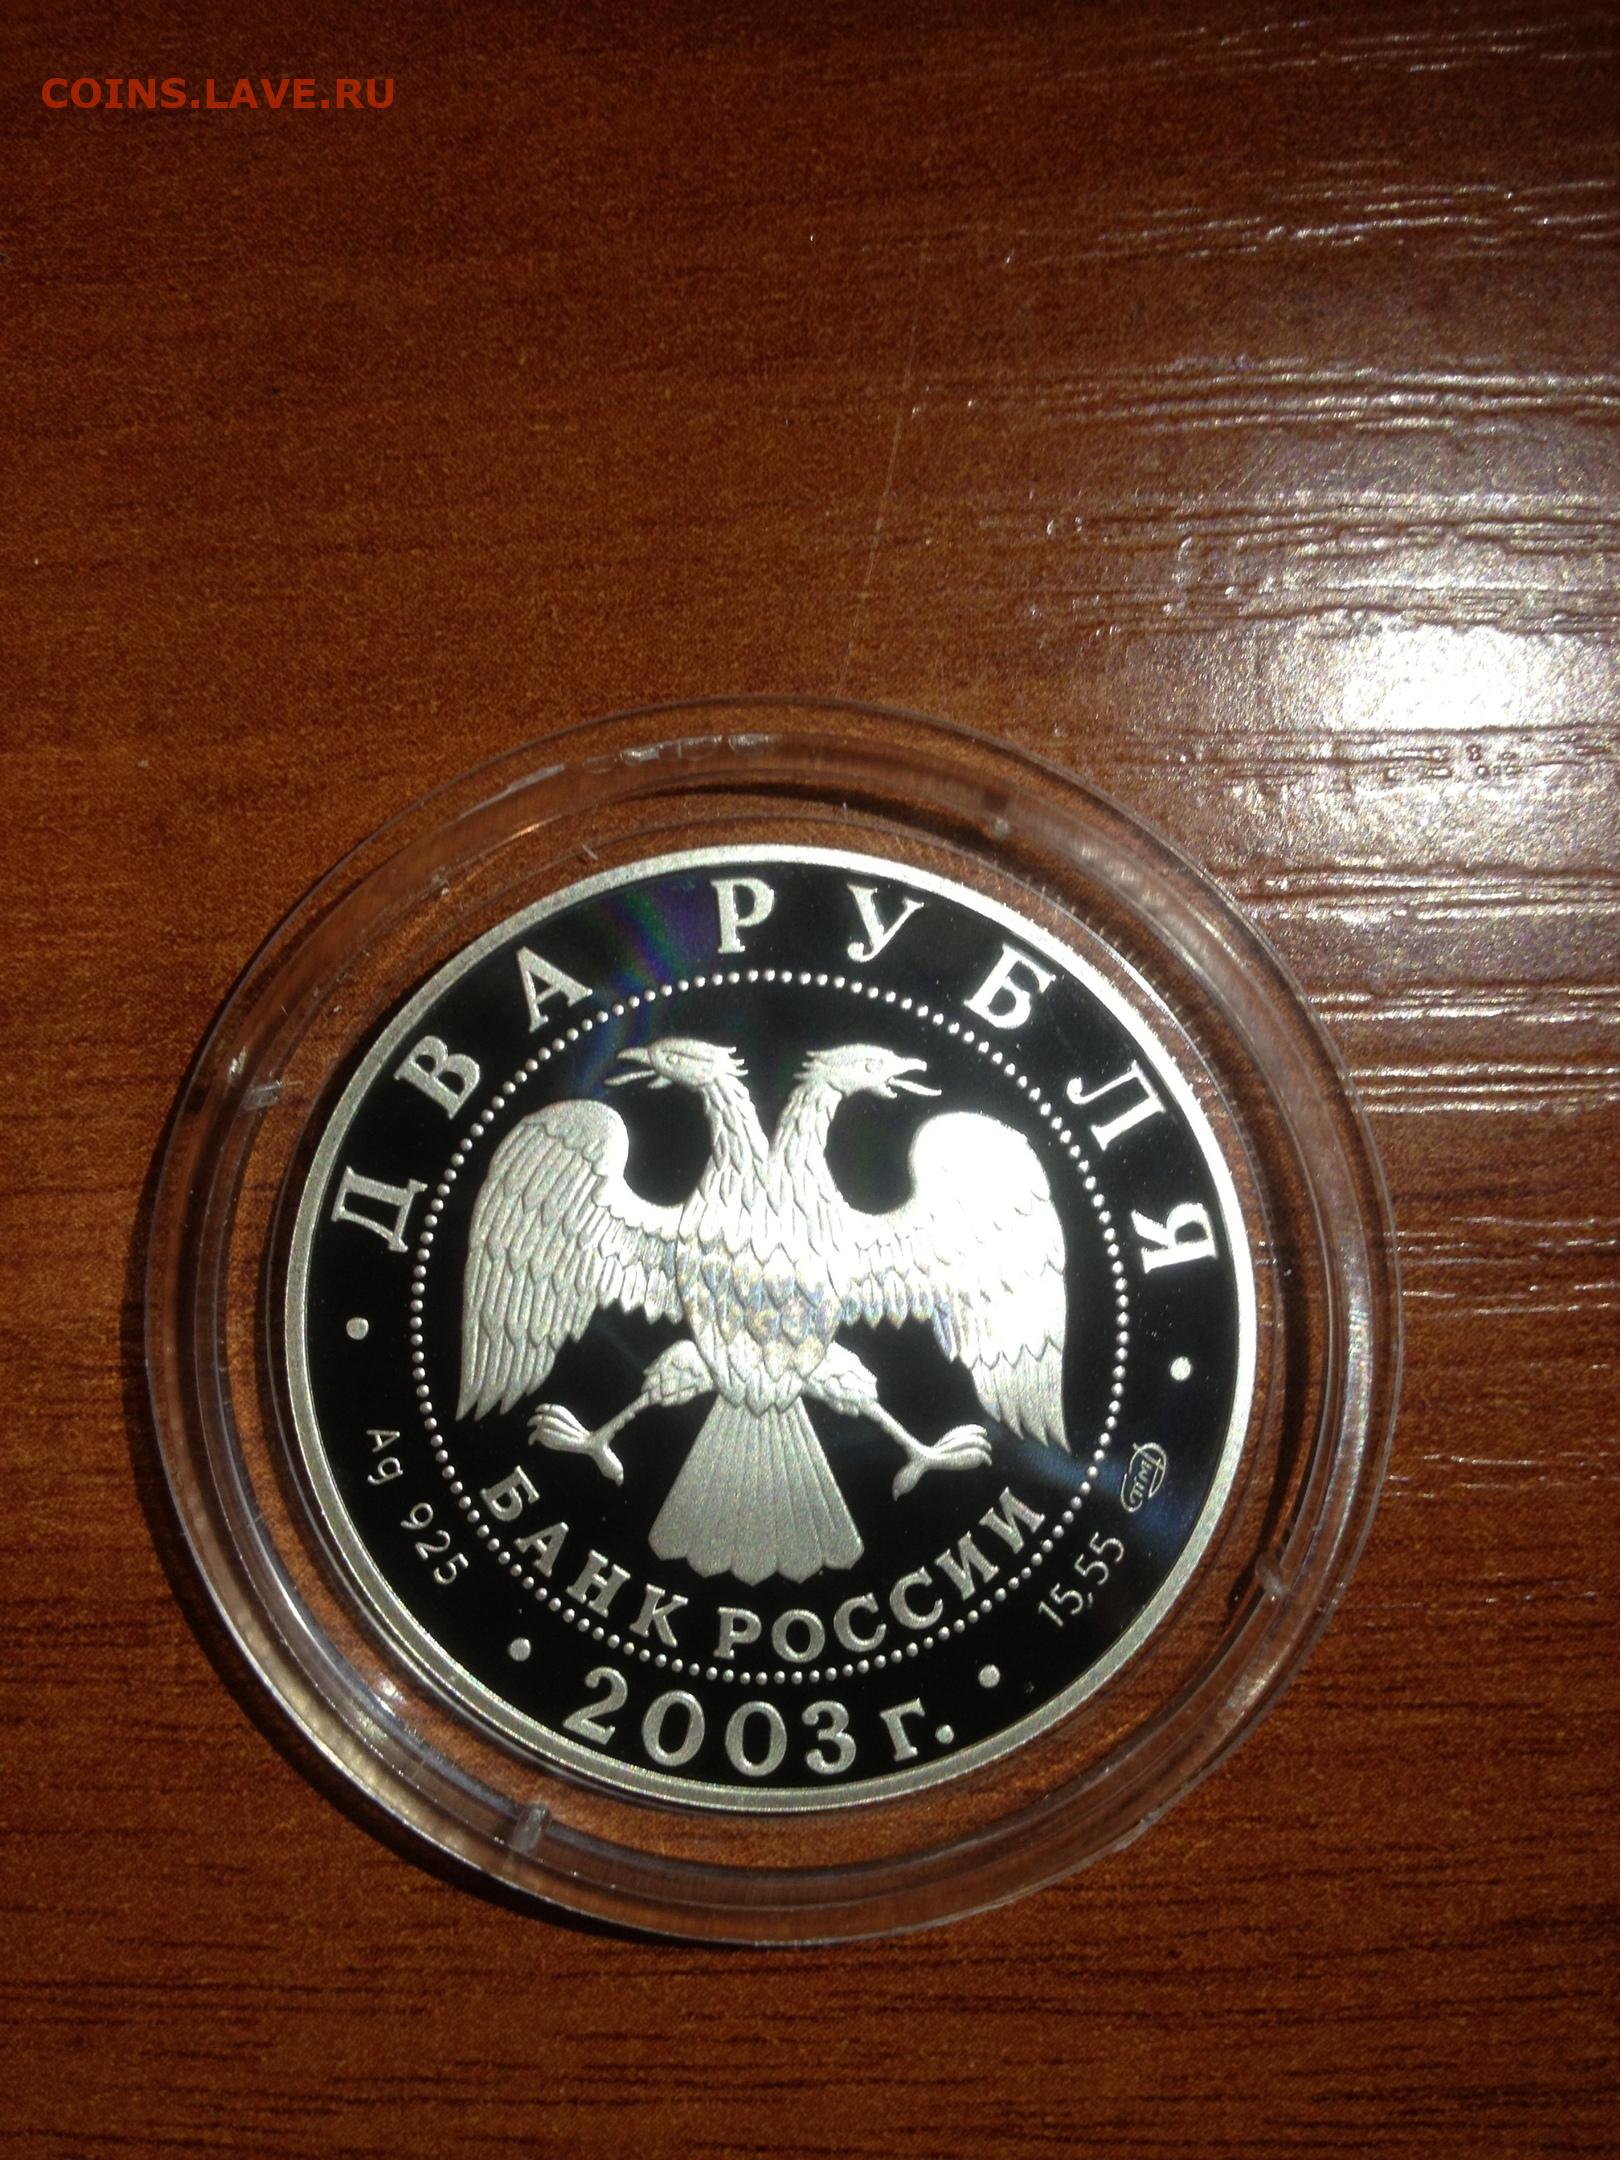 COINS.LAVE.RU
ДВА РУБЛЯ
БАНК РОССИИ
Ag 925
15,55
• 2003 г. •